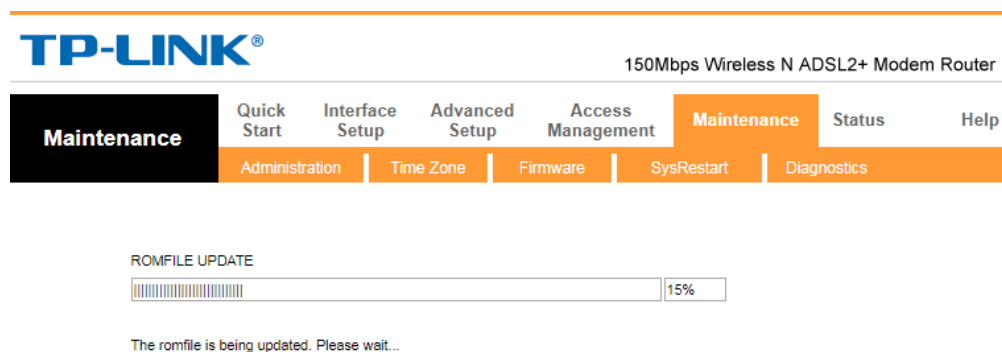 TP-LINK®
150Mbps Wireless N ADSL2+ Modem Router
Maintenance
Quick Start Interface Setup Advanced Setup Access Management Maintenance Status Help
Administration Time Zone Firmware SysRestart Diagnostics
ROMFILE UPDATE
15%
The romfile is being updated. Please wait...